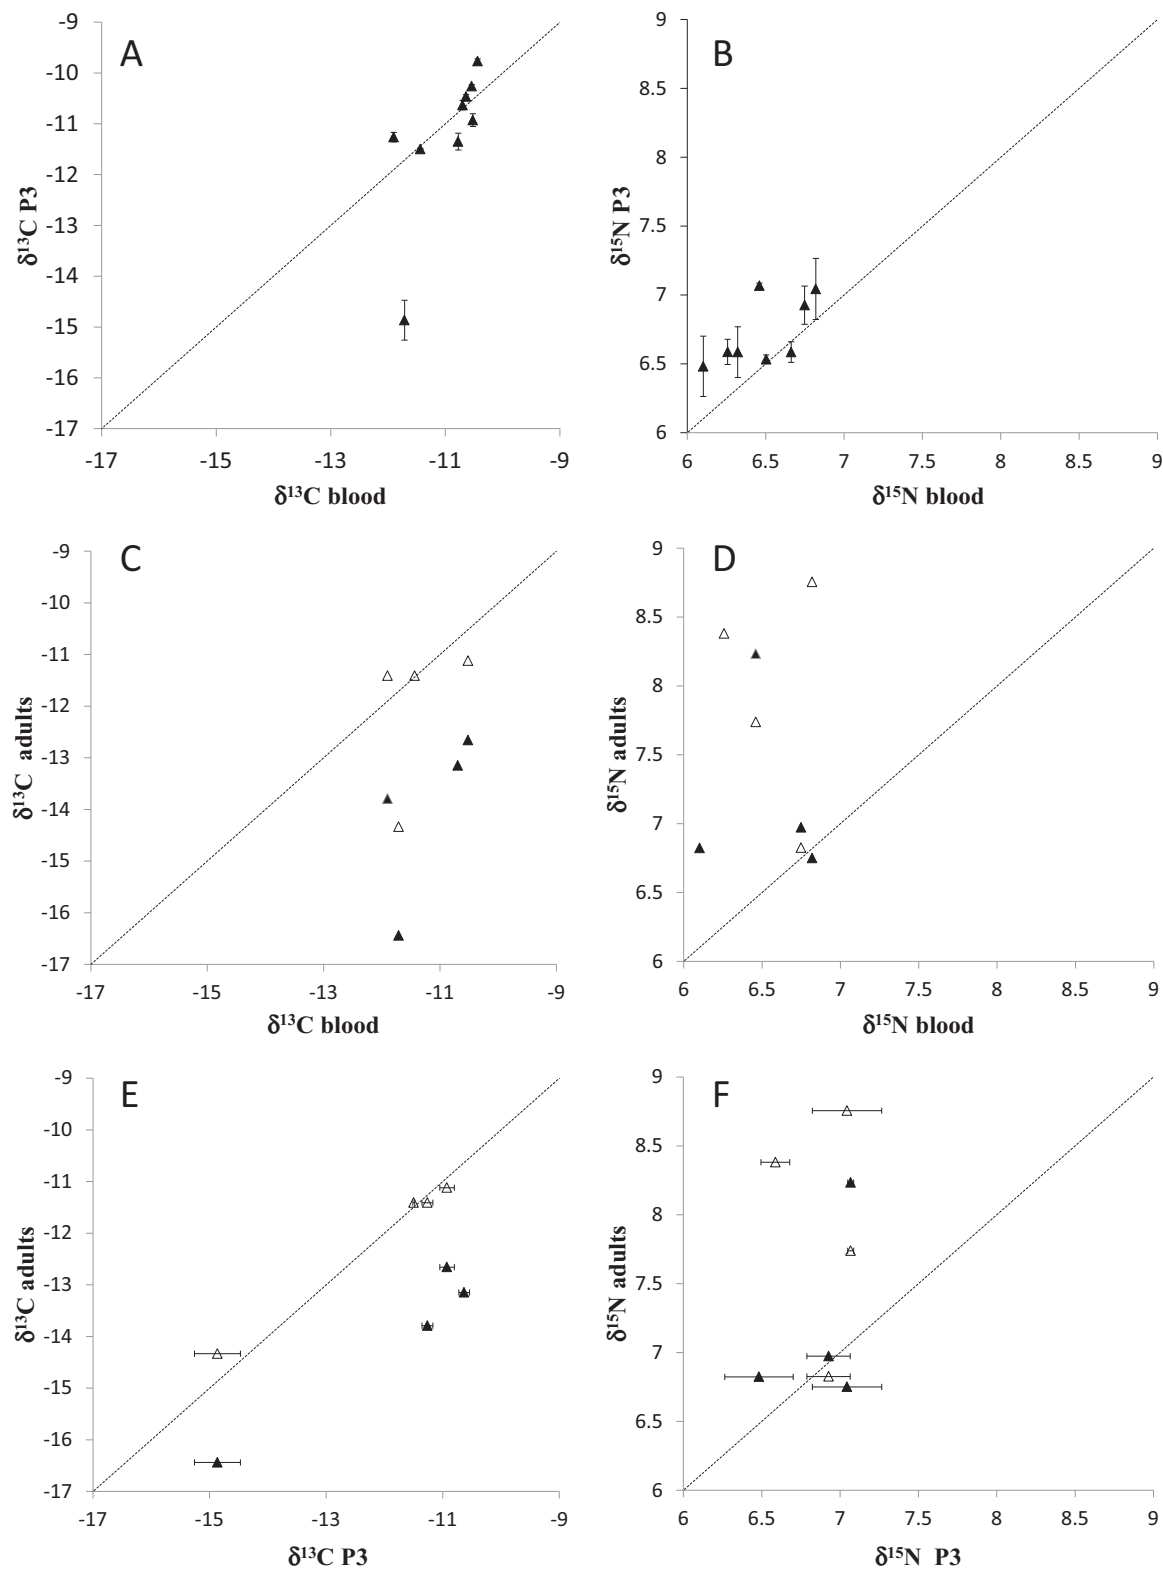 A
-9
-10
-11
-12
-13
-14
-15
-16
-17
δ¹³C P3
-17 -15 -13 -11 -9
δ¹³C blood
B
9
8.5
8
7.5
7
6.5
6
δ¹⁵N P3
6 6.5 7 7.5 8 8.5 9
δ¹⁵N blood
C
-9
-10
-11
-12
-13
-14
-15
-16
-17
δ¹³C adults
-17 -15 -13 -11 -9
δ¹³C blood
D
9
8.5
8
7.5
7
6.5
6
δ¹⁵N adults
6 6.5 7 7.5 8 8.5 9
δ¹⁵N blood
E
-9
-10
-11
-12
-13
-14
-15
-16
-17
δ¹³C adults
-17 -15 -13 -11 -9
δ¹³C P3
F
9
8.5
8
7.5
7
6.5
6
δ¹⁵N adults
6 6.5 7 7.5 8 8.5 9
δ¹⁵N P3